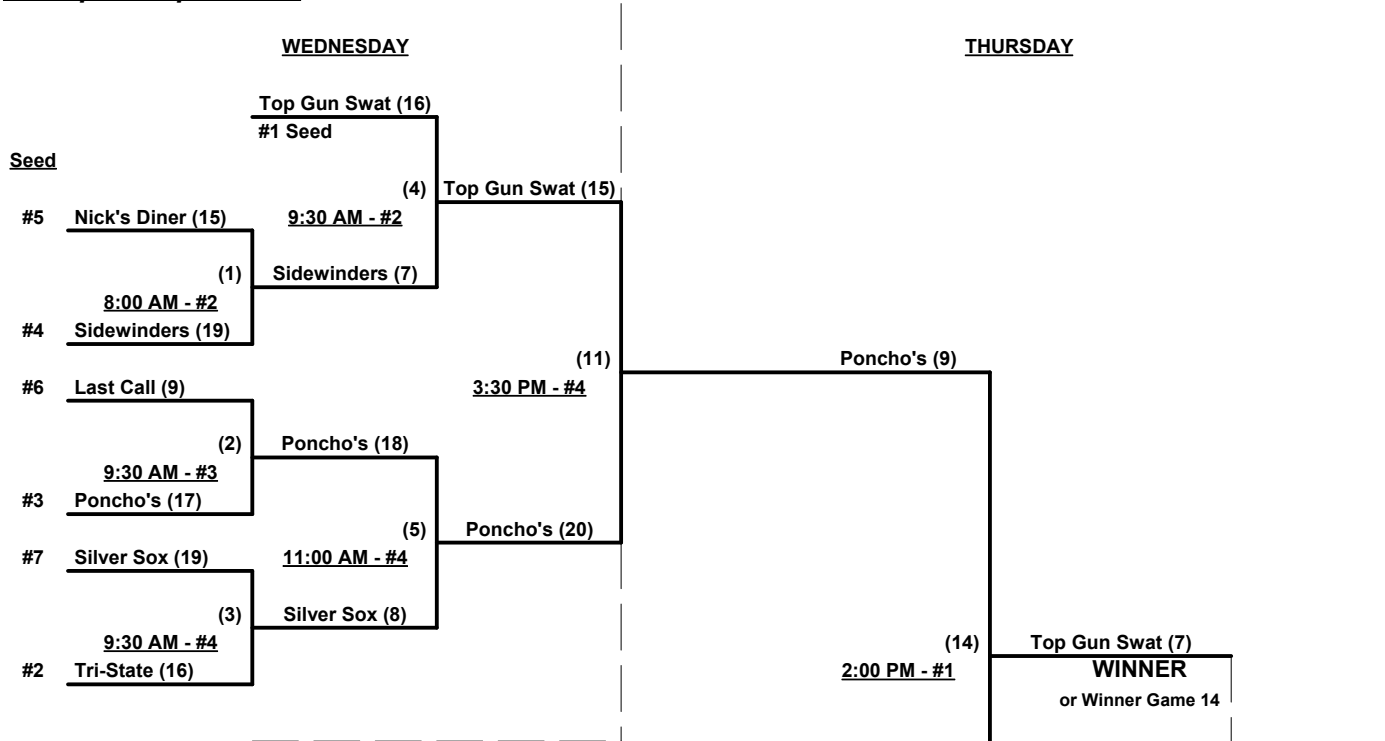 WEDNESDAY
THURSDAY
Top Gun Swat (16)
#1 Seed
Seed
(4)
Top Gun Swat (15)
#5
Nick's Diner (15)
9:30 AM - #2
(1)
Sidewinders (7)
8:00 AM - #2
#4
Sidewinders (19)
(11)
Poncho's (9)
#6
Last Call (9)
3:30 PM - #4
(2)
Poncho's (18)
9:30 AM - #3
#3
Poncho's (17)
(5)
Poncho's (20)
#7
Silver Sox (19)
11:00 AM - #4
(3)
Silver Sox (8)
9:30 AM - #4
(14)
Top Gun Swat (7)
#2
Tri-State (16)
2:00 PM - #1
WINNER
or Winner Game 14